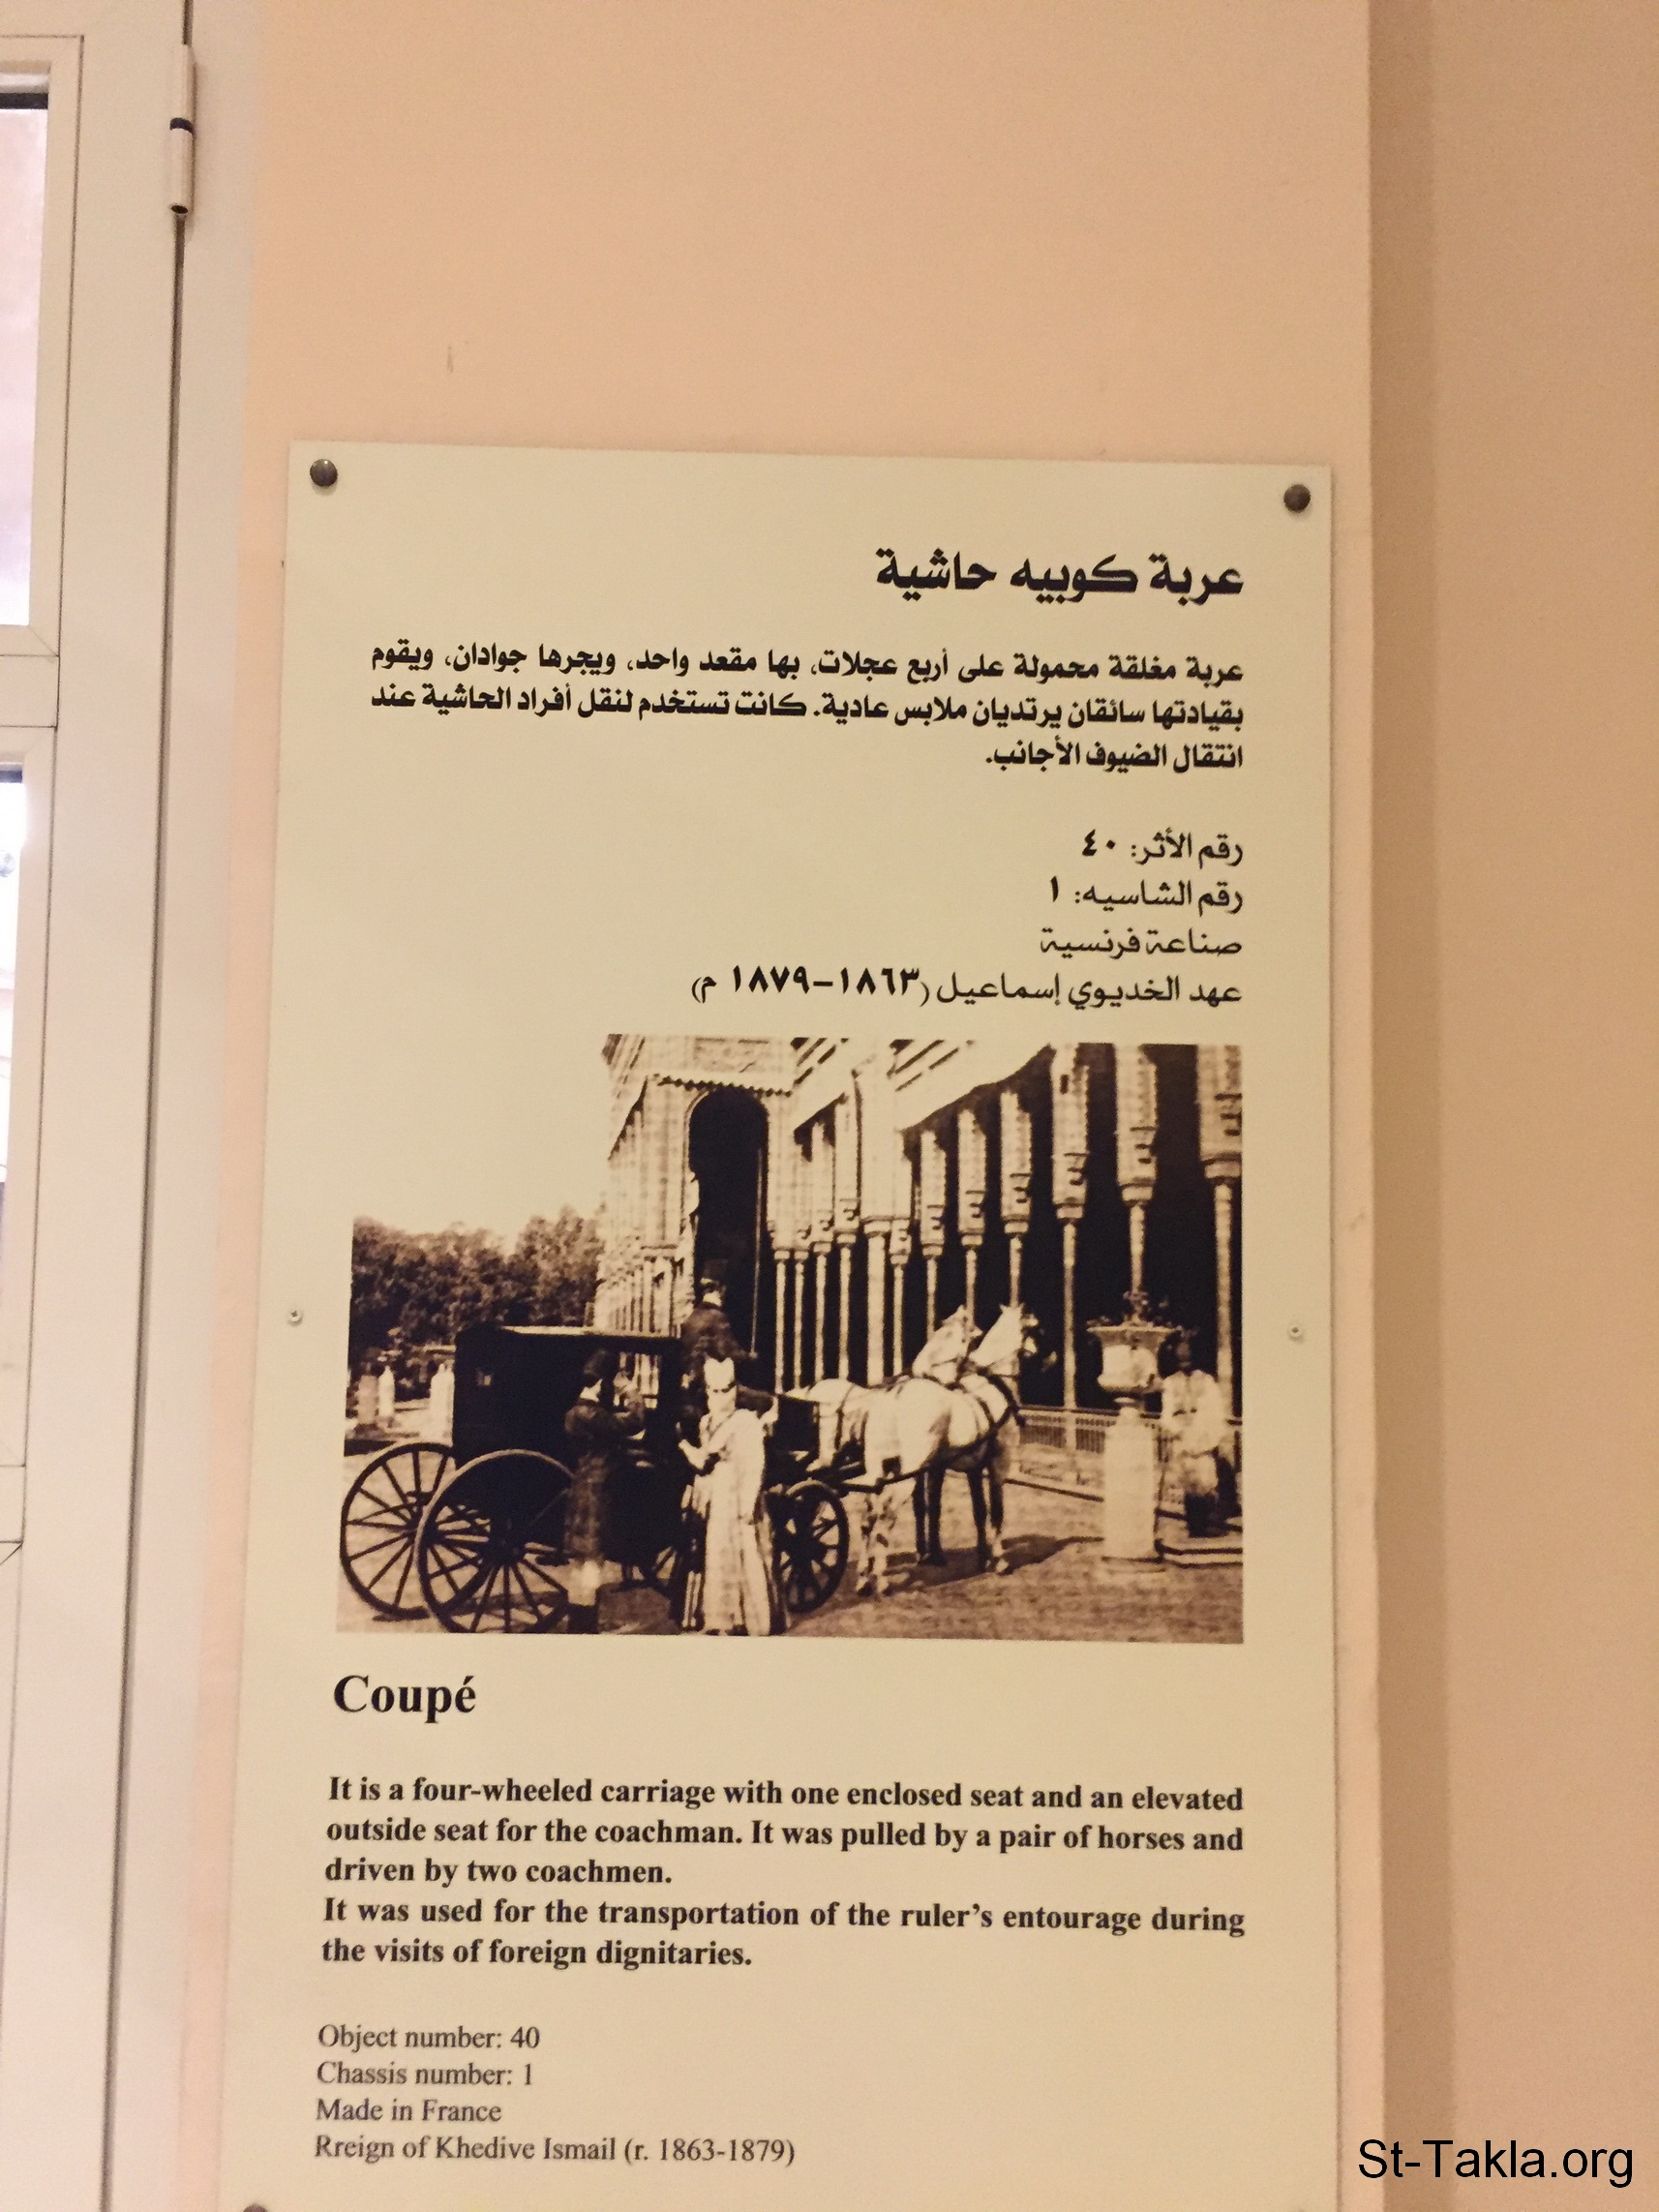 عربة كوبيه حاشية
عربة مغلقة محمولة على أربع عجلات، بها مقعد واحد، ويجرها جوادان، ويقوم
بقيادتها سائقان يرتديان ملابس عادية. كانت تستخدم لنقل أفراد الحاشية عند
انتقال الضيوف الأجانب.
رقم الأثر: ٤٠
رقم الشاسيه: ١
صناعة فرنسية
عهد الخديوي إسماعيل (١٨٦٣-١٨٧٩ م)
Coupé
It is a four-wheeled carriage with one enclosed seat and an elevated
outside seat for the coachman. It was pulled by a pair of horses and
driven by two coachmen.
It was used for the transportation of the ruler’s entourage during
the visits of foreign dignitaries.
Object number: 40
Chassis number: 1
Made in France
Rreign of Khedive Ismail (r. 1863-1879)
St-Takla.org